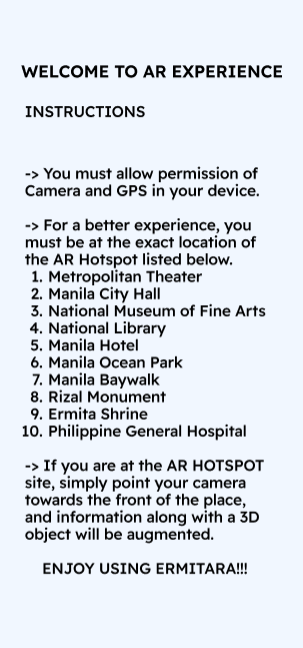 WELCOME TO AR EXPERIENCE
INSTRUCTIONS
-> You must allow permission of
Camera and GPS in your device.
-> For a better experience, you
must be at the exact location of
the AR Hotspot listed below.
1. Metropolitan Theater
2. Manila City Hall
3. National Museum of Fine Arts
4. National Library
5. Manila Hotel
6. Manila Ocean Park
7. Manila Baywalk
8. Rizal Monument
9. Ermita Shrine
10. Philippine General Hospital
-> If you are at the AR HOTSPOT
site, simply point your camera
towards the front of the place,
and information along with a 3D
object will be augmented.
ENJOY USING ERMITARA!!!